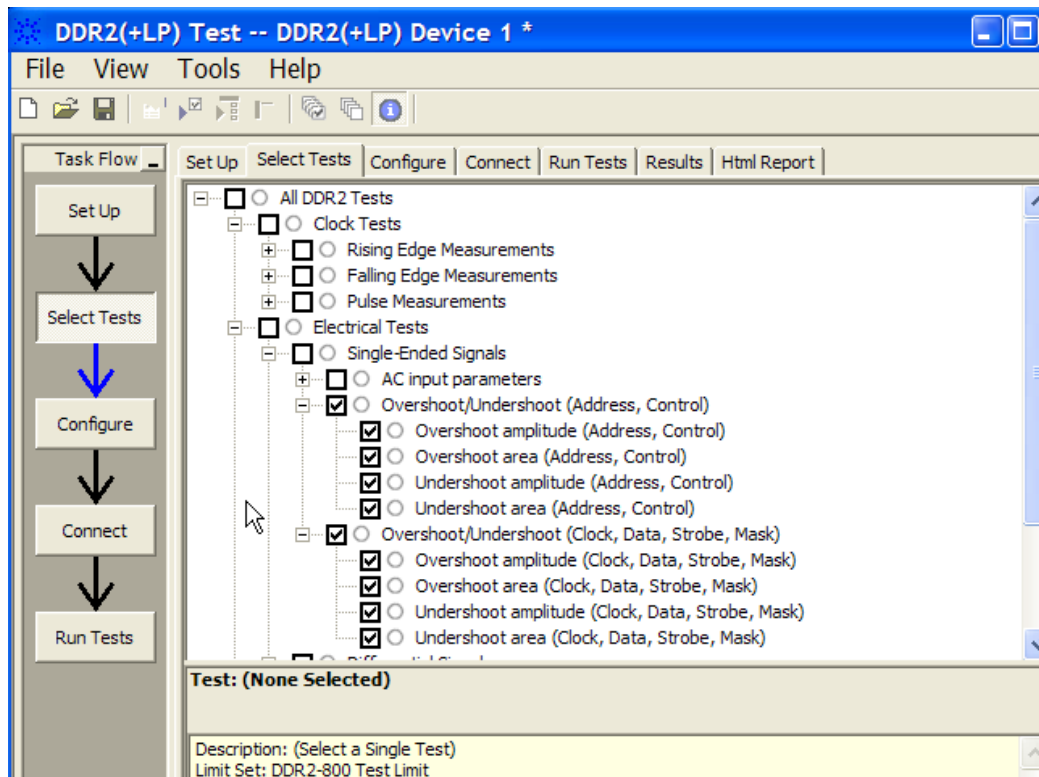 DDR2(+LP) Test -- DDR2(+LP) Device 1 *
File View Tools Help
Task Flow
Set Up
Select Tests
Configure
Connect
Run Tests
Set Up Select Tests Configure Connect Run Tests Results Html Report
All DDR2 Tests
Clock Tests
Rising Edge Measurements
Falling Edge Measurements
Pulse Measurements
Electrical Tests
Single-Ended Signals
AC input parameters
Overshoot/Undershoot (Address, Control)
Overshoot amplitude (Address, Control)
Overshoot area (Address, Control)
Undershoot amplitude (Address, Control)
Undershoot area (Address, Control)
Overshoot/Undershoot (Clock, Data, Strobe, Mask)
Overshoot amplitude (Clock, Data, Strobe, Mask)
Overshoot area (Clock, Data, Strobe, Mask)
Undershoot amplitude (Clock, Data, Strobe, Mask)
Undershoot area (Clock, Data, Strobe, Mask)
Test: (None Selected)
Description: (Select a Single Test)
Limit Set: DDR2-800 Test Limit